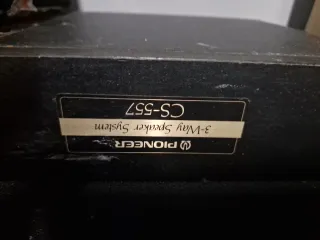 PIONEER
3-Way Speaker System
CS-557